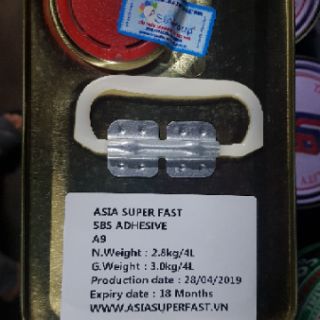 ASIA SUPER FAST
SBS ADHESIVE
A9
N.Weight : 2.8kg/4L
G.Weight : 3.0kg/4L
Production date : 28/04/2019
Expiry date : 18 Months
WWW.ASIASUPERFAST.VN